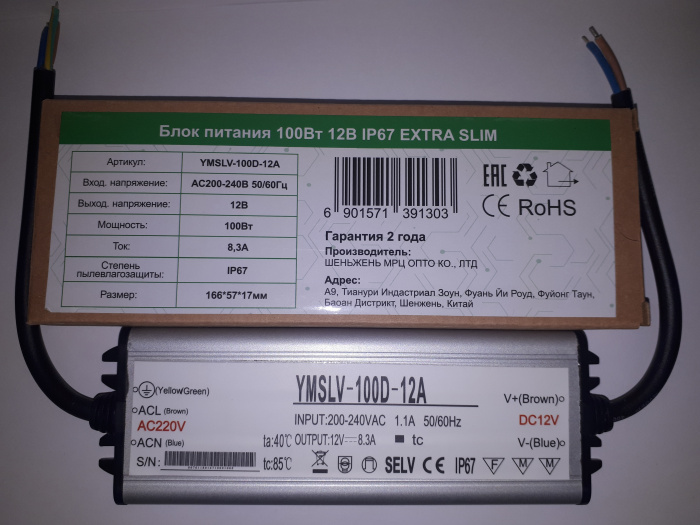 Блок питания 100Вт 12В IP67 EXTRA SLIM
Артикул: YMSLV-100D-12A
Вход. напряжение: AC200-240В 50/60Гц
Выход. напряжение: 12В
Мощность: 100Вт
Ток: 8,3А
Степень пылевлагозащиты: IP67
Размер: 166*57*17мм
6 901571 391303
EAC
CE RoHS
Гарантия 2 года
Производитель:
ШЕНЬЖЕНЬ МРЦ ОПТО КО., ЛТД
Адрес:
А9, Тианури Индастриал Зоун, Фуань Йи Роуд, Фуйонг Таун,
Баоан Дистрикт, Шенжень, Китай
YMSLV-100D-12A
(Yellow/Green)
ACL (Brown)
AC220V
ACN (Blue)
S/N:
INPUT:200-240VAC 1.1A 50/60Hz
ta:40℃ OUTPUT:12V 8.3A tc
tc:85℃ SELV CE IP67 F M M
V+(Brown)
DC12V
V-(Blue)